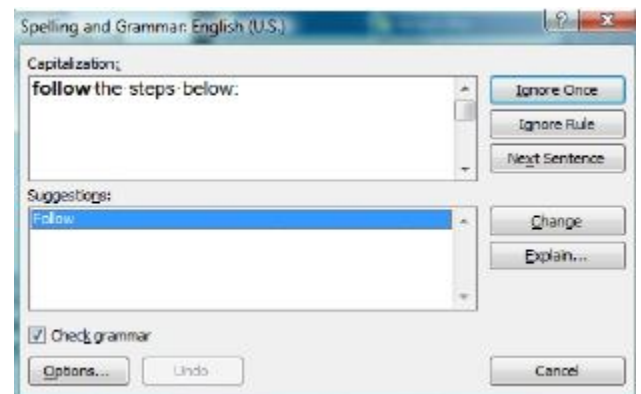 Spelling and Grammar: English (U.S.)
Capitalization:
follow the steps below:
Ignore Once
Ignore Rule
Next Sentence
Suggestions:
Follow
Change
Explain...
Check grammar
Options...
Undo
Cancel